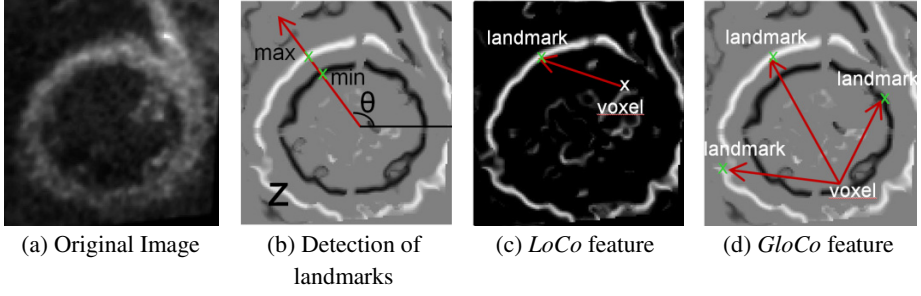 max
min
θ
Z
landmark
voxel
landmark
landmark
landmark
voxel
(a) Original Image
(b) Detection of
landmarks
(c) LoCo feature
(d) GloCo feature